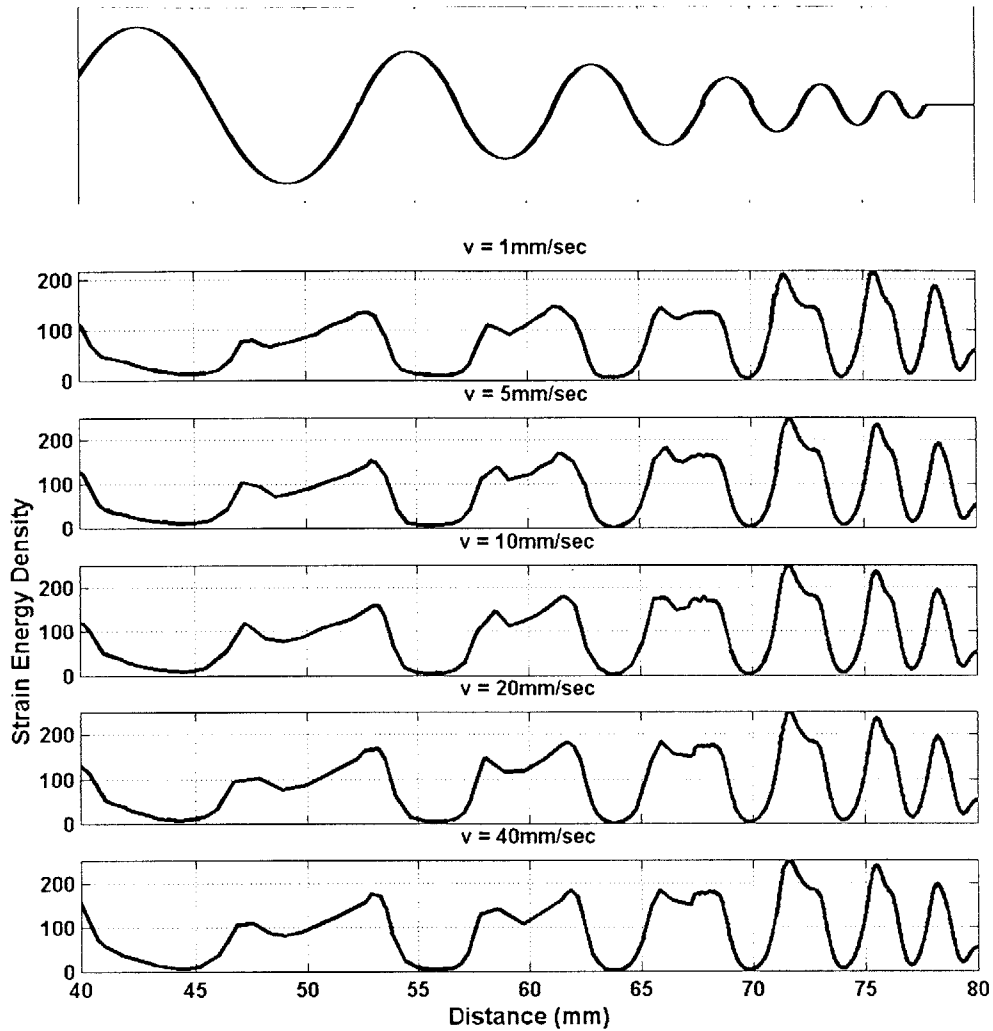 v = 1mm/sec
200
100
0
v = 5mm/sec
200
100
0
v = 10mm/sec
200
100
0
v = 20mm/sec
200
100
0
v = 40mm/sec
200
100
0
40 45 50 55 60 65 70 75 80
Distance (mm)
Strain Energy Density